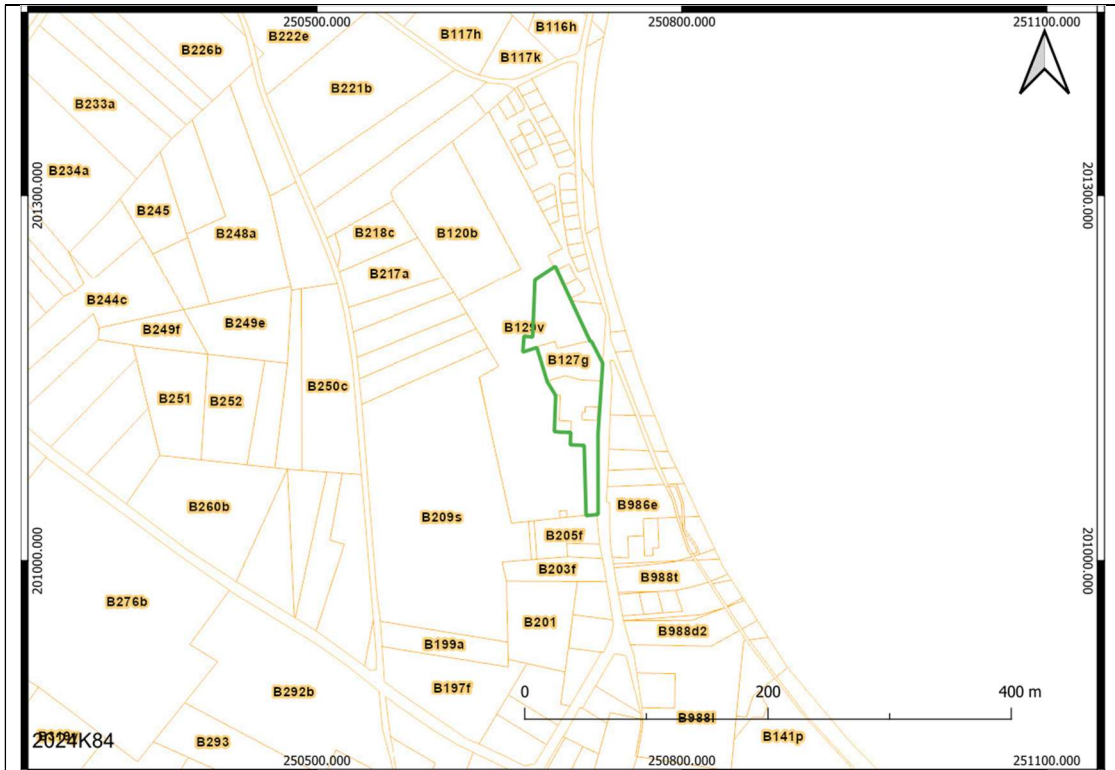 250500.000 250800.000 251100.000
B226b B222e B117h B116h
B117k
B233a B221b
B234a
201300.000 201300.000
B245
B248a B218c B120b
B217a
B244c
B249f B249e B129v
B127g
B251 B252 B250c
B260b B209s B986e
B205f
201000.000 201000.000
B203f B988t
B276b
B201
B199a B988d2
B292b B197f
0 200 400 m
B988l
B293 B141p
2024K84
250500.000 250800.000 251100.000